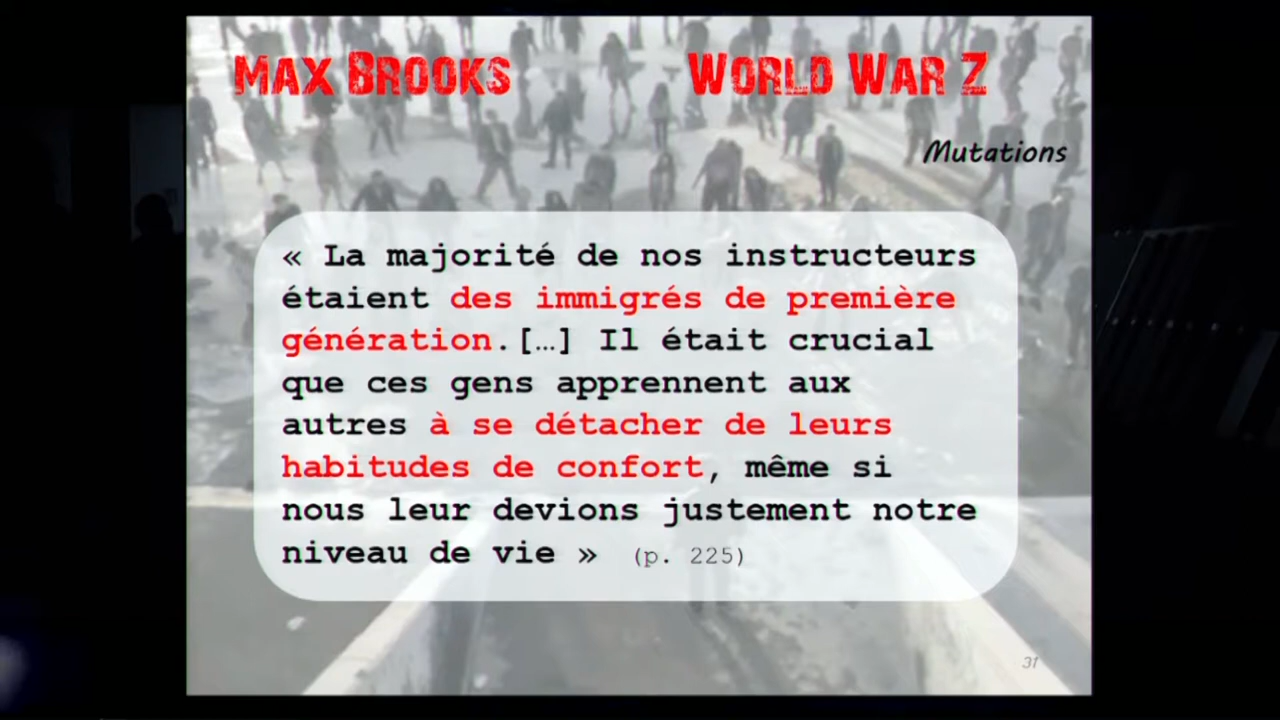 Max Brooks
World War Z
Mutations
« La majorité de nos instructeurs
étaient des immigrés de première
génération.[…] Il était crucial
que ces gens apprennent aux
autres à se détacher de leurs
habitudes de confort, même si
nous leur devions justement notre
niveau de vie » (p. 225)
31